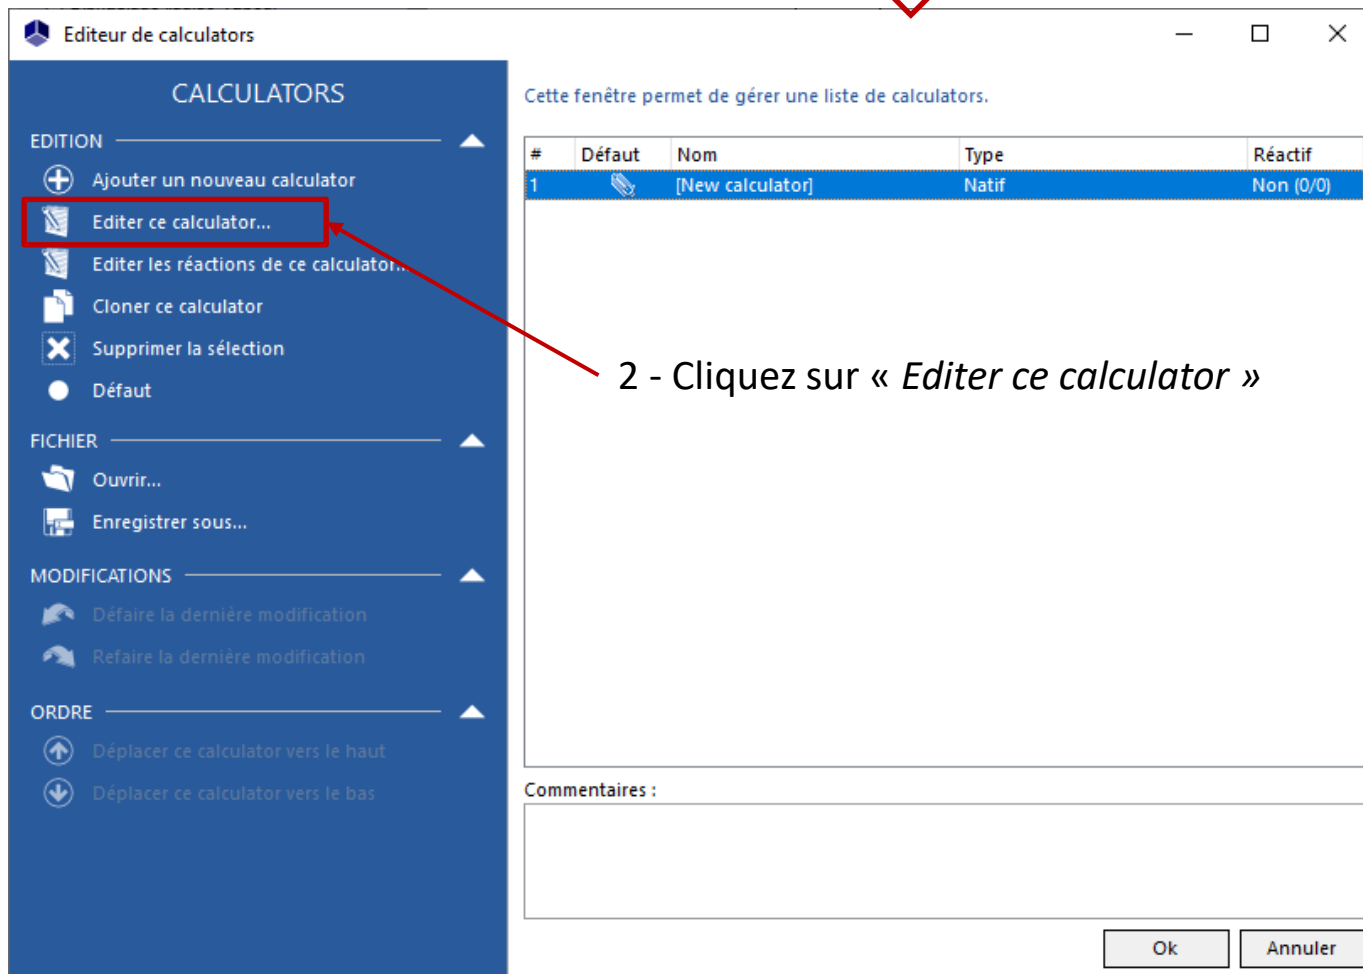 Editeur de calculators
CALCULATORS
EDITION
Ajouter un nouveau calculator
Editer ce calculator...
Editer les réactions de ce calculator...
Cloner ce calculator
Supprimer la sélection
Défaut
FICHIER
Ouvrir...
Enregistrer sous...
MODIFICATIONS
Défaire la dernière modification
Refaire la dernière modification
ORDRE
Déplacer ce calculator vers le haut
Déplacer ce calculator vers le bas
Cette fenêtre permet de gérer une liste de calculators.
# Défaut Nom Type Réactif
1 [New calculator] Natif Non (0/0)
2 - Cliquez sur « Editer ce calculator »
Commentaires :
Ok Annuler